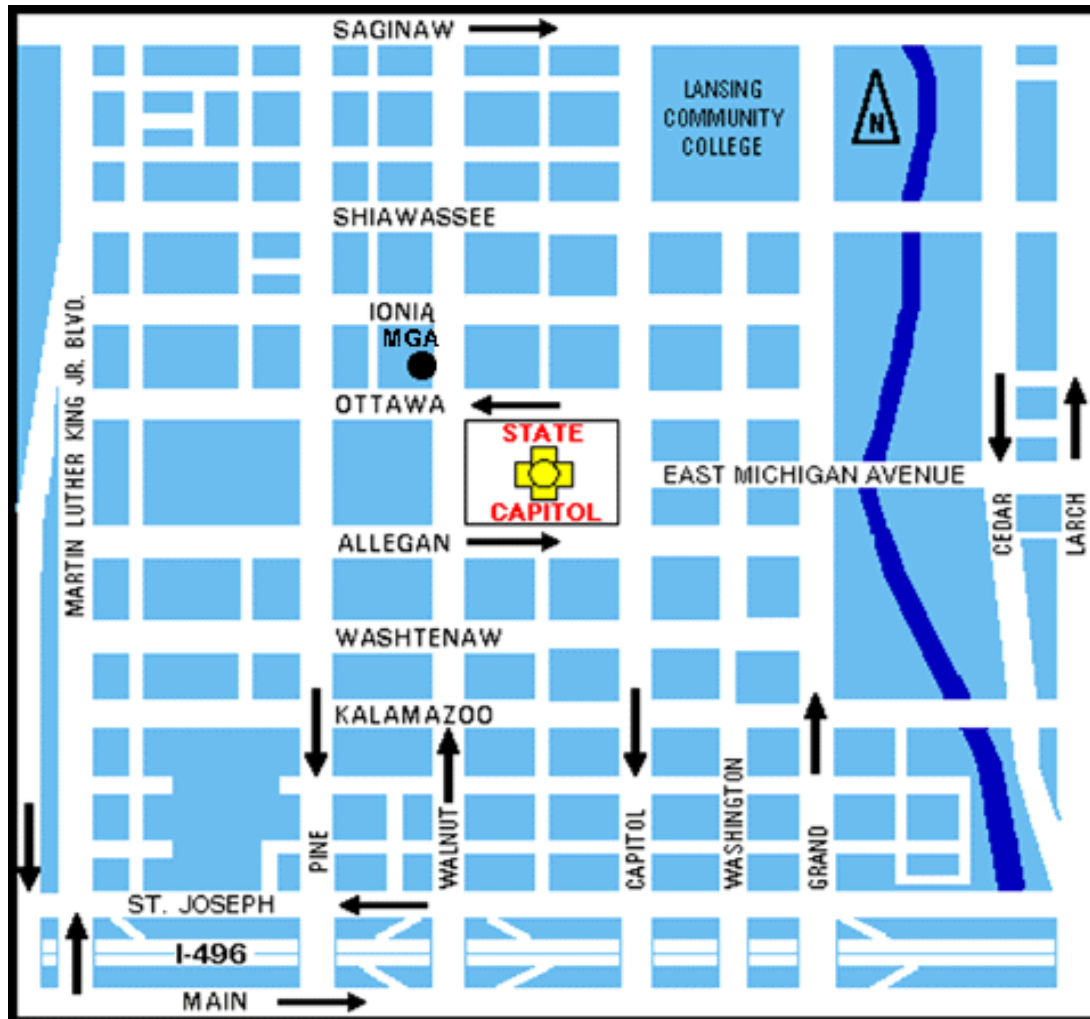 SAGINAW
LANSING
COMMUNITY
COLLEGE
N
SHIAWASSEE
MARTIN LUTHER KING JR. BLVD.
IONIA
MGA
OTTAWA
STATE
CAPITOL
EAST MICHIGAN AVENUE
CEDAR
LARCH
ALLEGAN
WASHTENAW
KALAMAZOO
PINE
WALNUT
CAPITOL
WASHINGTON
GRAND
ST. JOSEPH
I-496
MAIN